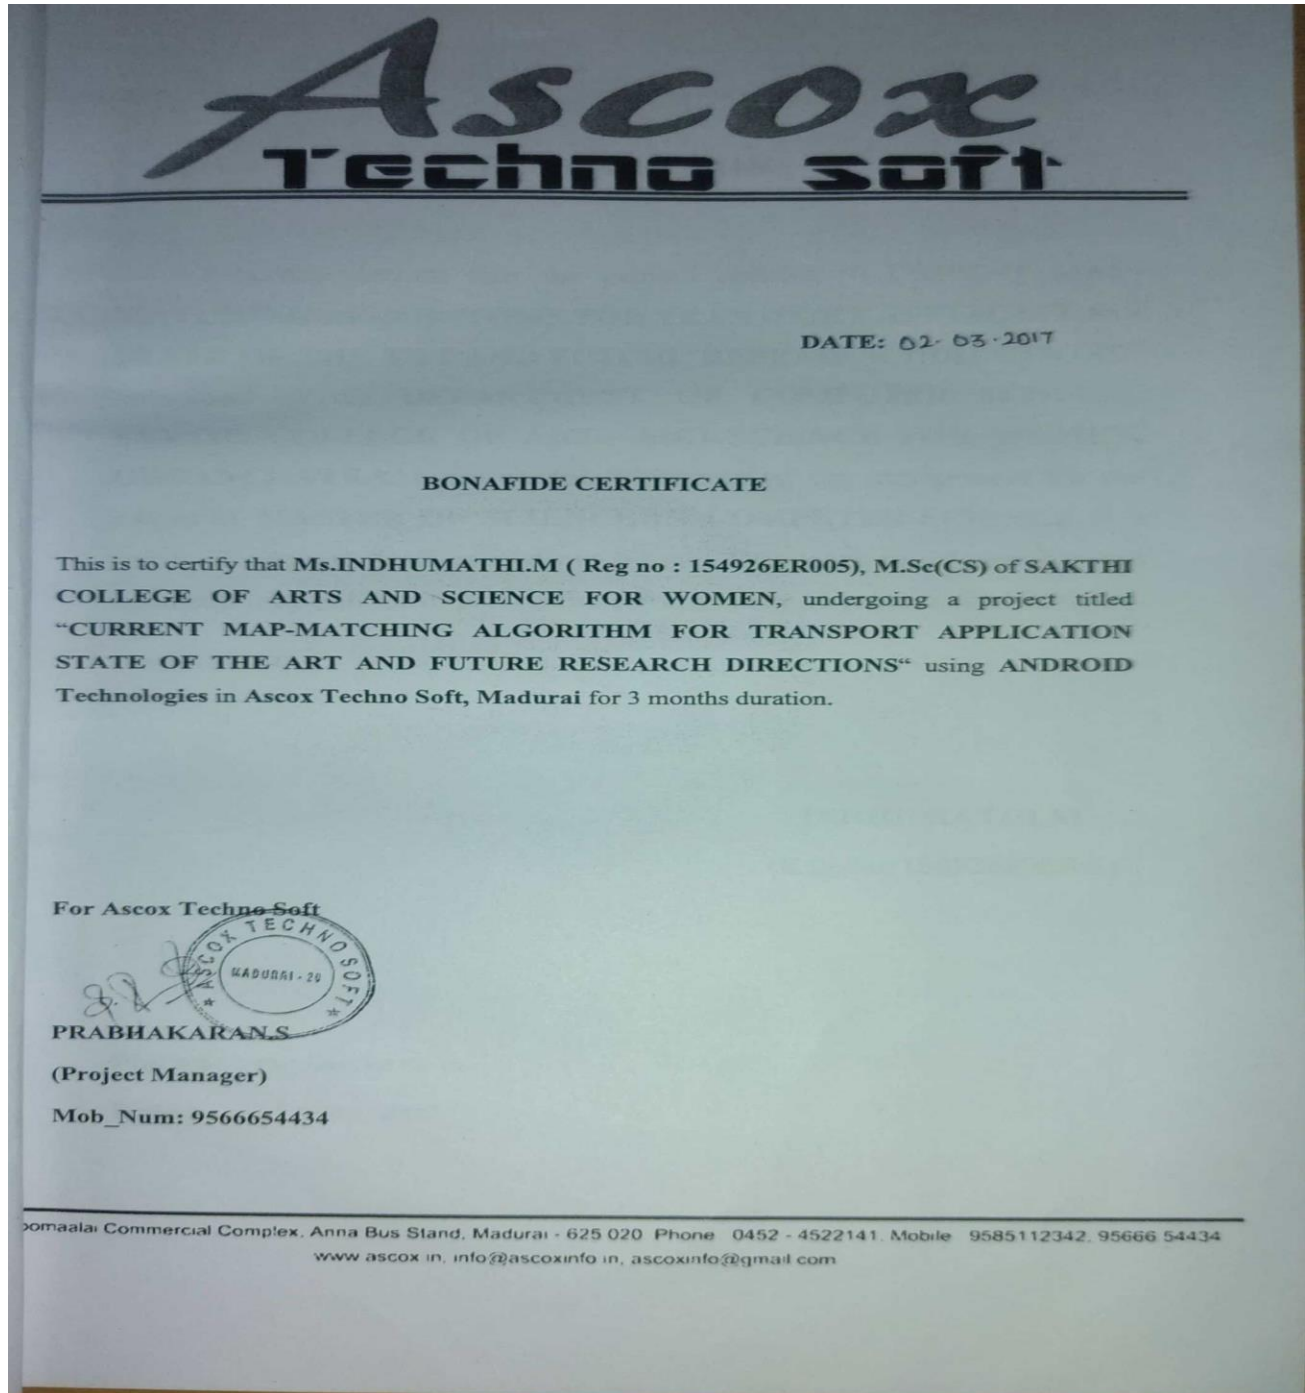 Ascox
Techno soft
DATE: 02-03-2017
BONAFIDE CERTIFICATE
This is to certify that Ms.INDHUMATHI.M ( Reg no : 154926ER005), M.Sc(CS) of SAKTHI
COLLEGE OF ARTS AND SCIENCE FOR WOMEN, undergoing a project titled
“CURRENT MAP-MATCHING ALGORITHM FOR TRANSPORT APPLICATION
STATE OF THE ART AND FUTURE RESEARCH DIRECTIONS“ using ANDROID
Technologies in Ascox Techno Soft, Madurai for 3 months duration.
For Ascox Techno Soft
ASCOX TECHNO SOFT
MADURAI - 20
PRABHAKARAN.S
(Project Manager)
Mob_Num: 9566654434
Commercial Complex, Anna Bus Stand, Madurai - 625 020 Phone 0452 - 4522141, Mobile 9585112342, 95666 54434
www ascox in, info@ascoxinfo in, ascoxinfo@gmail com